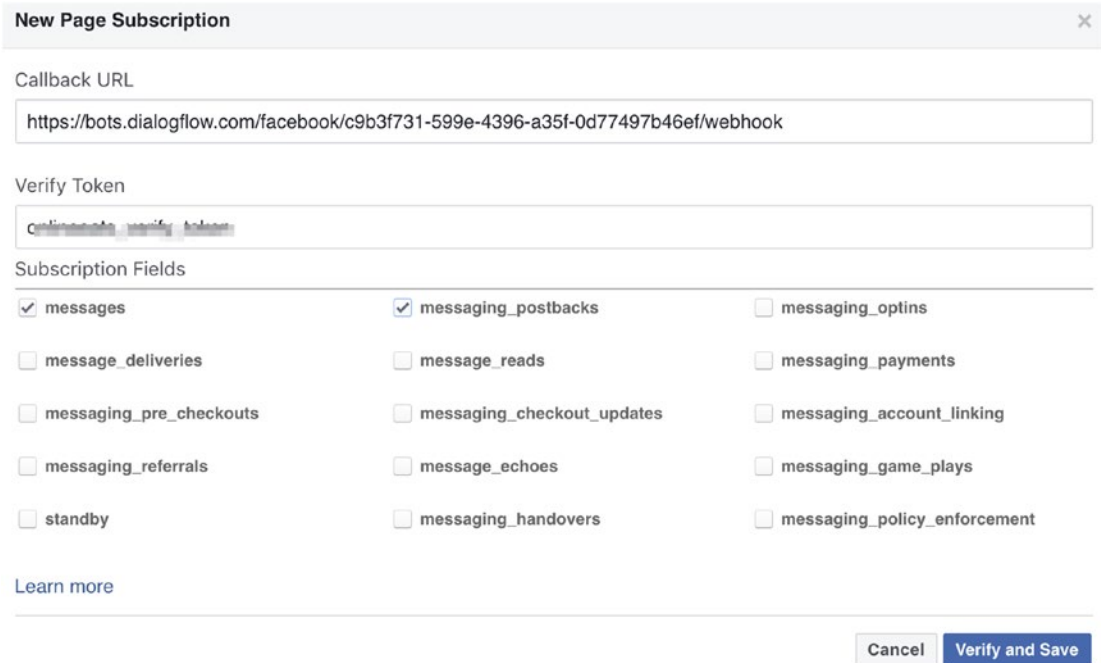 New Page Subscription
Callback URL
https://bots.dialogflow.com/facebook/c9b3f731-599e-4396-a35f-0d77497b46ef/webhook
Verify Token
Subscription Fields
messages messaging_postbacks messaging_optins
message_deliveries message_reads messaging_payments
messaging_pre_checkouts messaging_checkout_updates messaging_account_linking
messaging_referrals message_echoes messaging_game_plays
standby messaging_handovers messaging_policy_enforcement
Learn more
Cancel Verify and Save